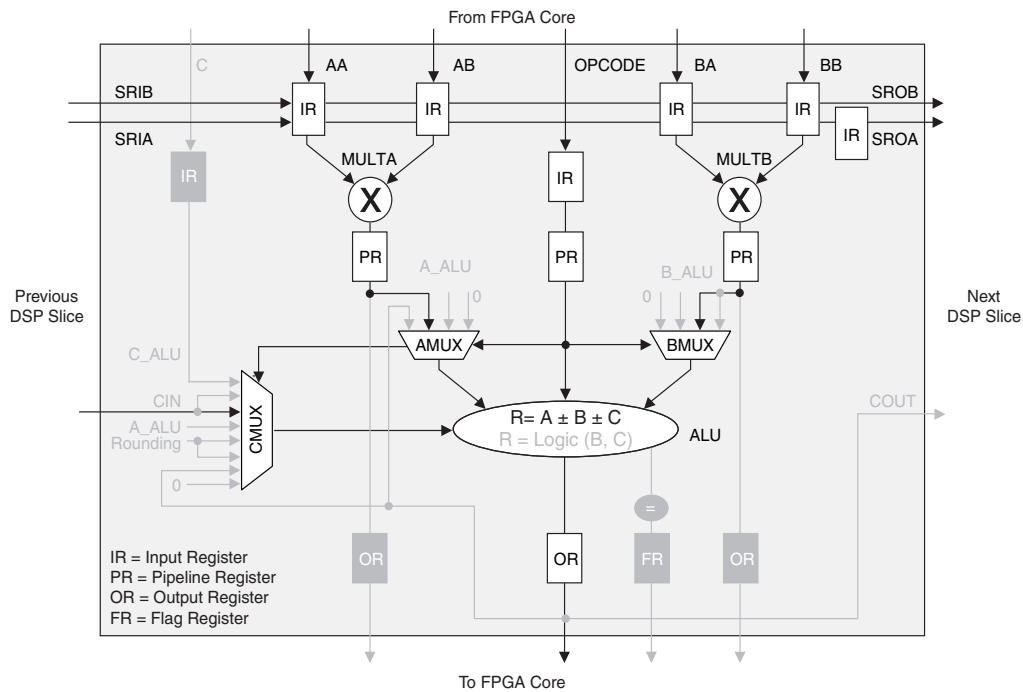 From FPGA Core
C
AA
AB
OPCODE
BA
BB
SRIB
SROB
IR
IR
IR
IR
IR
SRIA
SROA
MULTA
MULTB
IR
IR
X
X
PR
PR
PR
A_ALU
B_ALU
0
0
Previous
DSP Slice
Next
DSP Slice
AMUX
BMUX
C_ALU
CIN
COUT
A_ALU
Rounding
0
CMUX
R= A ± B ± C
R = Logic (B, C)
ALU
=
OR
OR
FR
OR
IR = Input Register
PR = Pipeline Register
OR = Output Register
FR = Flag Register
To FPGA Core